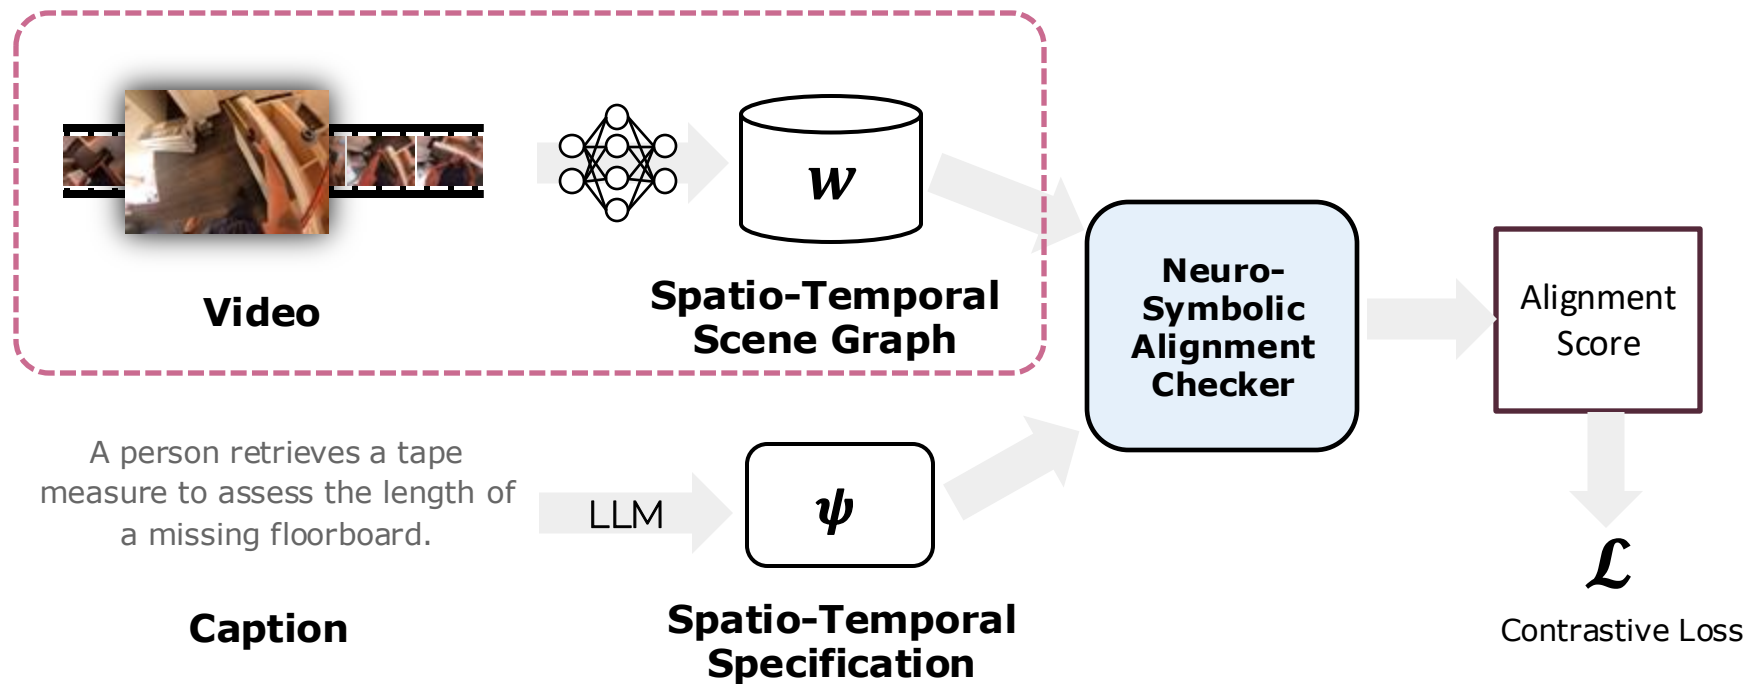 w
Video
Spatio-Temporal
Scene Graph
Neuro-
Symbolic
Alignment
Checker
Alignment
Score
A person retrieves a tape
measure to assess the length of
a missing floorboard.
LLM
ψ
Caption
Spatio-Temporal
Specification
ℒ
Contrastive Loss